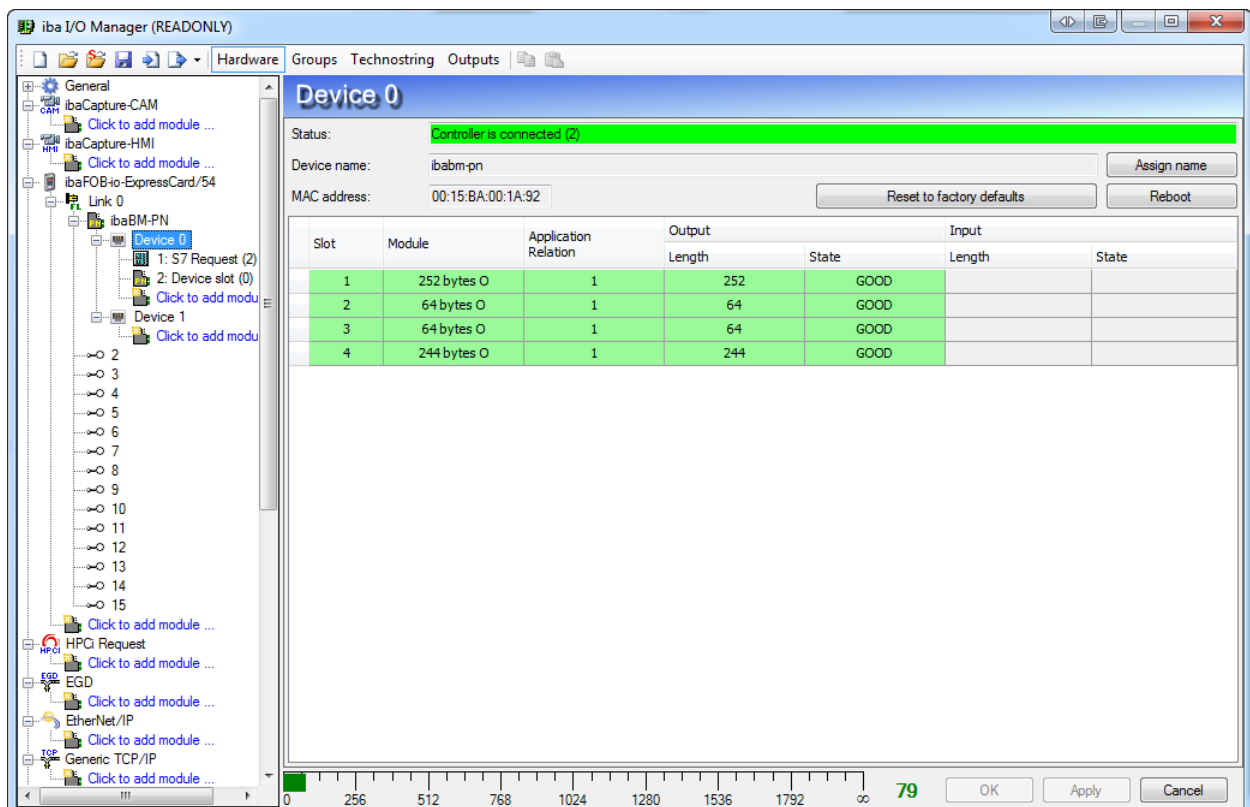 iba I/O Manager (READONLY)
Hardware Groups Technostring Outputs
General
CAM ibaCapture-CAM
Click to add module ...
HMI ibaCapture-HMI
Click to add module ...
ibaFOB-io-ExpressCard/54
FL Link 0
ibaBM-PN
Device 0
1: S7 Request (2)
2: Device slot (0)
Click to add modu
Device 1
Click to add modu
2
3
4
5
6
7
8
9
10
11
12
13
14
15
Click to add module ...
HPCi HPCi Request
Click to add module ...
EGD EGD
Click to add module ...
EtherNet/IP
Click to add module ...
TCP Generic TCP/IP
Click to add module ...
Device 0
Status: Controller is connected (2)
Device name: ibabm-pn Assign name
MAC address: 00:15:BA:00:1A:92 Reset to factory defaults Reboot
Slot Module Application Relation Output Input
Length State Length State
1 252 bytes O 1 252 GOOD
2 64 bytes O 1 64 GOOD
3 64 bytes O 1 64 GOOD
4 244 bytes O 1 244 GOOD
0 256 512 768 1024 1280 1536 1792 ∞ 79 OK Apply Cancel